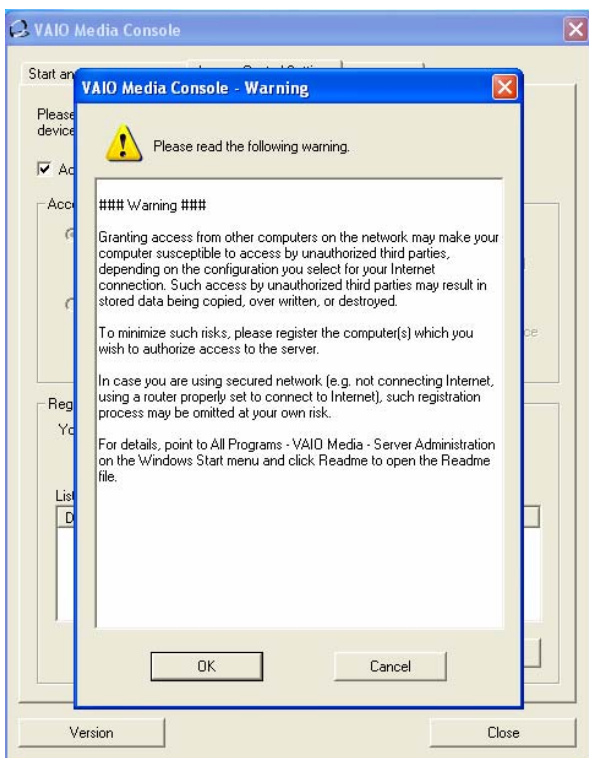 VAIO Media Console
Start an
VAIO Media Console - Warning
Please
device
Please read the following warning.
Ac
Acc
### Warning ###
Granting access from other computers on the network may make your
computer susceptible to access by unauthorized third parties,
depending on the configuration you select for your Internet
connection. Such access by unauthorized third parties may result in
stored data being copied, over written, or destroyed.
To minimize such risks, please register the computer(s) which you
wish to authorize access to the server.
ce
In case you are using secured network (e.g. not connecting Internet,
using a router properly set to connect to Internet), such registration
process may be omitted at your own risk.
Reg
Yo
For details, point to All Programs - VAIO Media - Server Administration
on the Windows Start menu and click Readme to open the Readme
file.
List
D
OK Cancel
Version Close